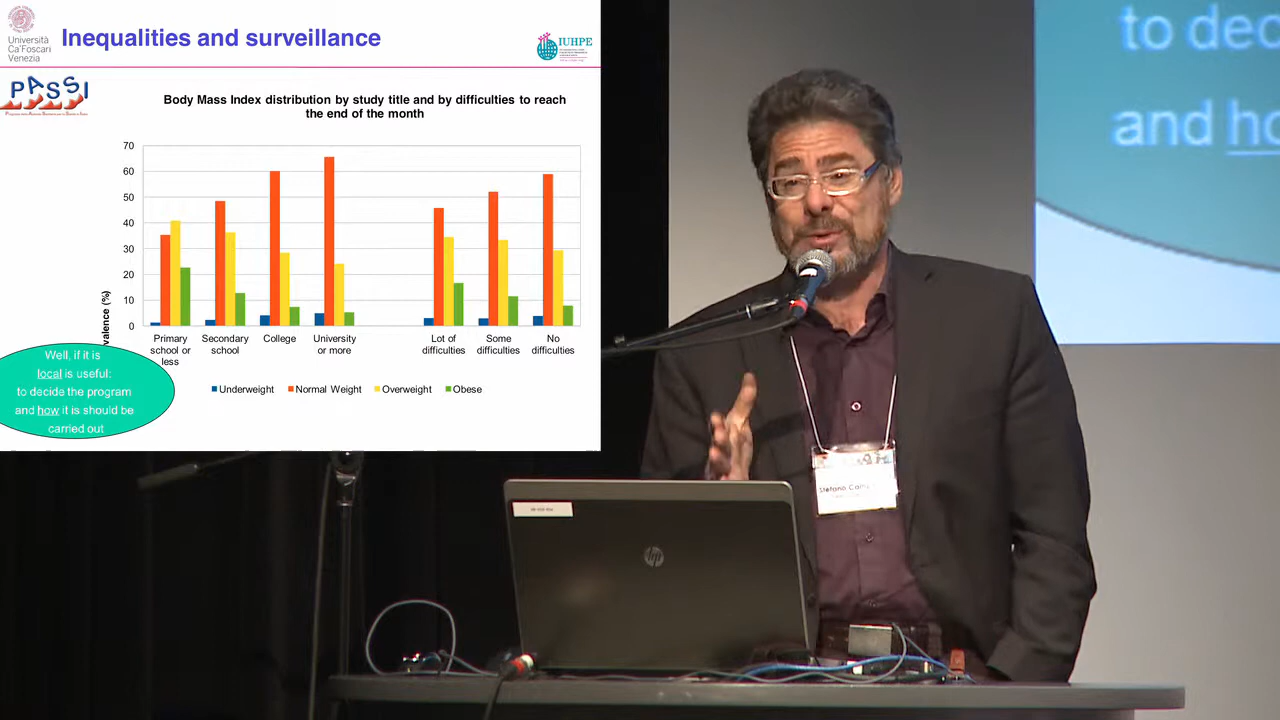 Università
Ca'Foscari
Venezia
Inequalities and surveillance
IUHPE
PASSI
Body Mass Index distribution by study title and by difficulties to reach
the end of the month
70
60
50
40
30
20
10
0
valence (%)
Primary
school or
less
Secondary
school
College
University
or more
Lot of
difficulties
Some
difficulties
No
difficulties
Underweight
Normal Weight
Overweight
Obese
Well, if it is
local is useful:
to decide the program
and how it is should be
carried out
to dec
and ho
Stefano Cam
hp